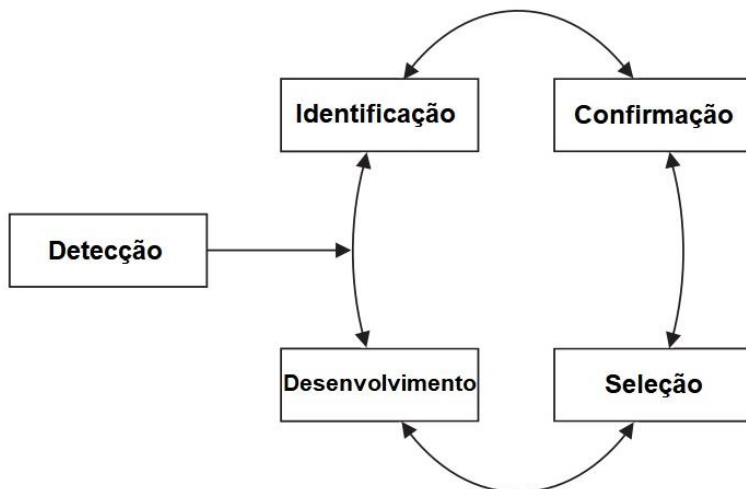 Identificação
Confirmação
Detecção
Desenvolvimento
Seleção